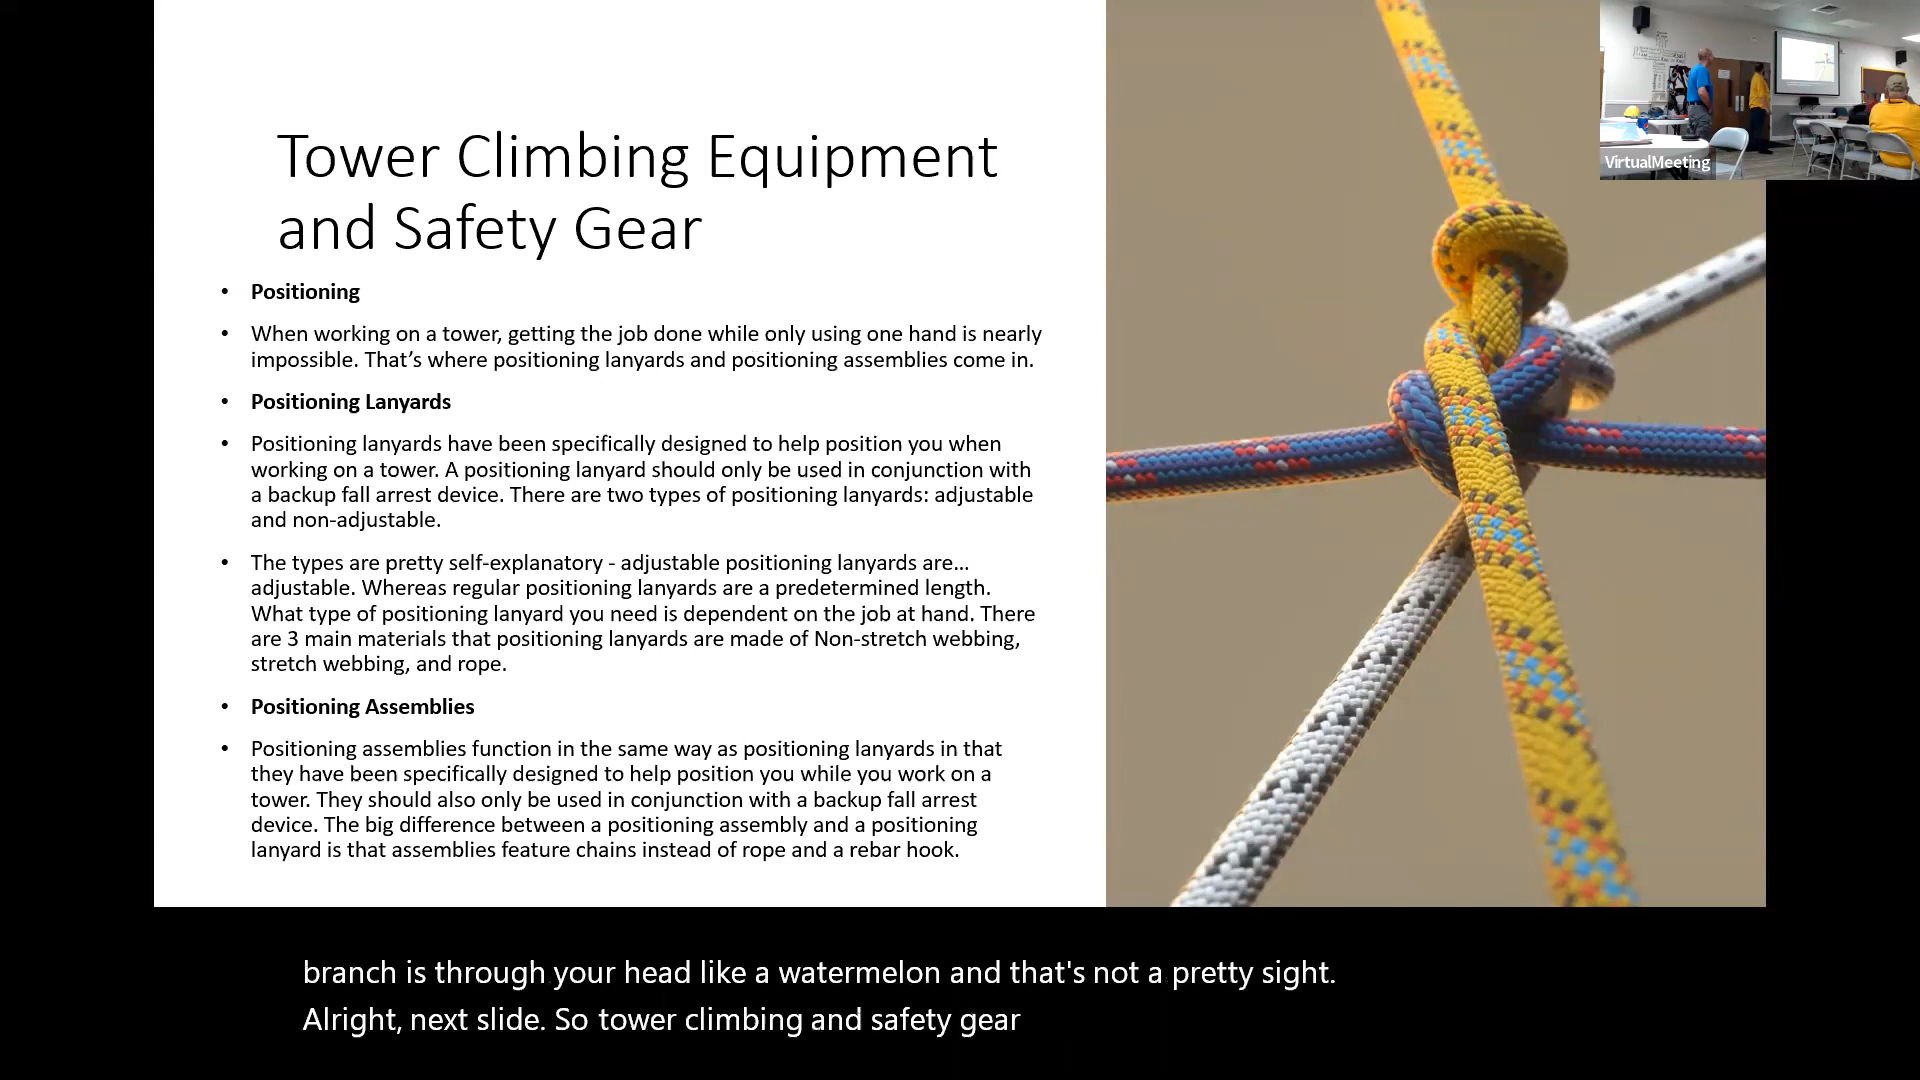 Tower Climbing Equipment
and Safety Gear
• Positioning
• When working on a tower, getting the job done while only using one hand is nearly
impossible. That’s where positioning lanyards and positioning assemblies come in.
• Positioning Lanyards
• Positioning lanyards have been specifically designed to help position you when
working on a tower. A positioning lanyard should only be used in conjunction with
a backup fall arrest device. There are two types of positioning lanyards: adjustable
and non-adjustable.
• The types are pretty self-explanatory - adjustable positioning lanyards are…
adjustable. Whereas regular positioning lanyards are a predetermined length.
What type of positioning lanyard you need is dependent on the job at hand. There
are 3 main materials that positioning lanyards are made of Non-stretch webbing,
stretch webbing, and rope.
• Positioning Assemblies
• Positioning assemblies function in the same way as positioning lanyards in that
they have been specifically designed to help position you while you work on a
tower. They should also only be used in conjunction with a backup fall arrest
device. The big difference between a positioning assembly and a positioning
lanyard is that assemblies feature chains instead of rope and a rebar hook.
VirtualMeeting
branch is through your head like a watermelon and that's not a pretty sight.
Alright, next slide. So tower climbing and safety gear